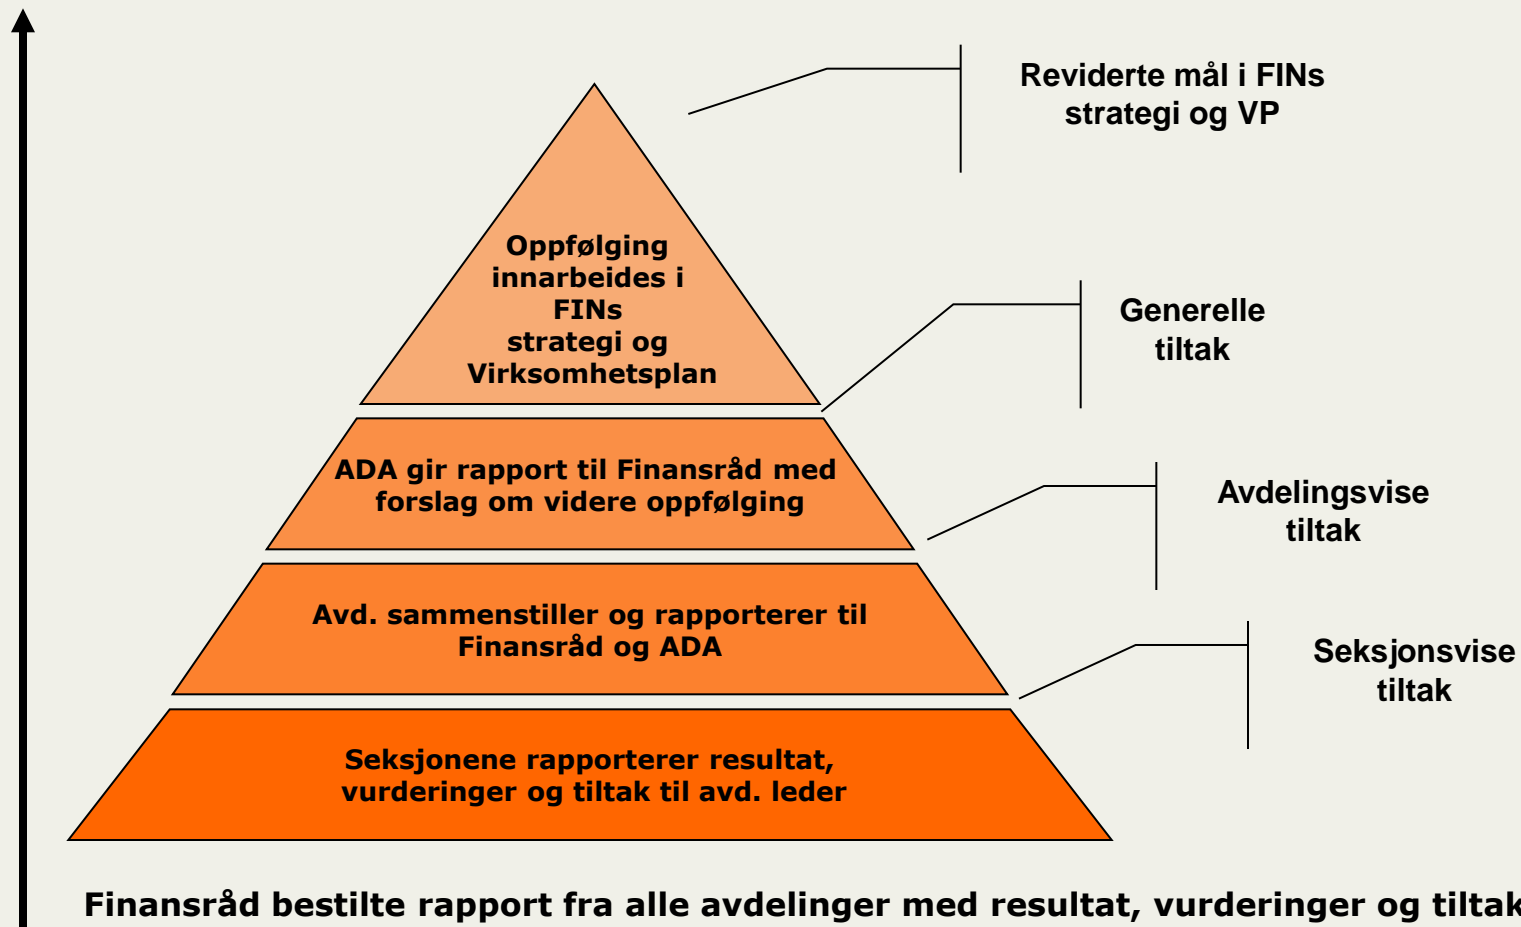 Reviderte mål i FINs
strategi og VP
Oppfølging
innarbeides i
FINs
strategi og
Virksomhetsplan
Generelle
tiltak
ADA gir rapport til Finansråd med
forslag om videre oppfølging
Avdelingsvise
tiltak
Avd. sammenstiller og rapporterer til
Finansråd og ADA
Seksjonsvise
tiltak
Seksjonene rapporterer resultat,
vurderinger og tiltak til avd. leder
Finansråd bestilte rapport fra alle avdelinger med resultat, vurderinger og tiltak